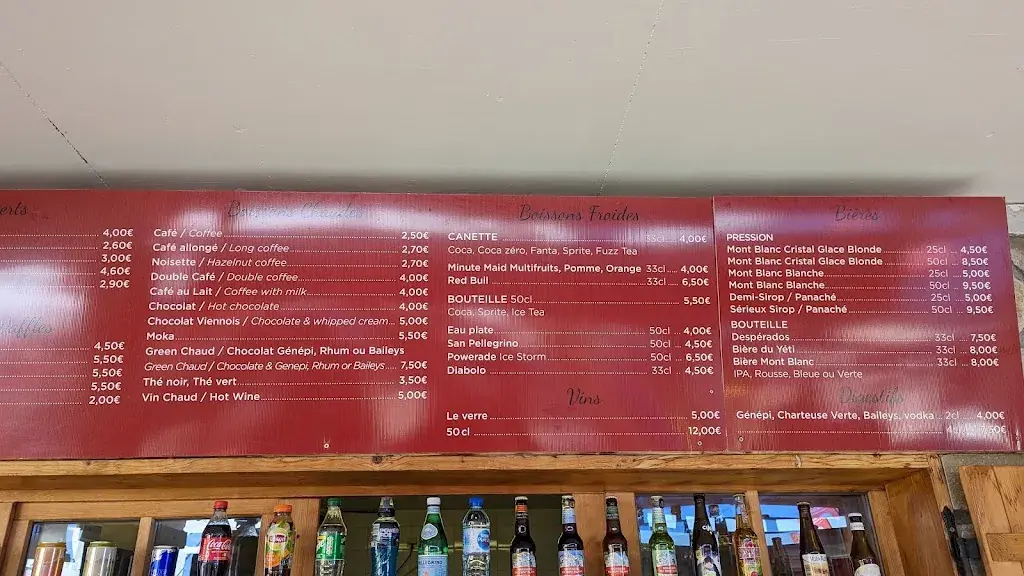 erts
4,00€
2,60€
3,00€
4,60€
2,90€
Waffles
4,50€
5,50€
5,50€
5,50€
2,00€
Boissons Chaudes
Café / Coffee 2,50€
Café allongé / Long coffee 2,70€
Noisette / Hazelnut coffee 2,70€
Double Café / Double coffee 4,00€
Café au Lait / Coffee with milk 4,00€
Chocolat / Hot chocolate 4,00€
Chocolat Viennois / Chocolate & whipped cream 5,00€
Moka 5,50€
Green Chaud / Chocolat Génépi, Rhum ou Baileys
Green Chaud / Chocolate & Genepi, Rhum or Baileys 7,50€
Thé noir, Thé vert 3,50€
Vin Chaud / Hot Wine 5,00€
Boissons Froides
CANETTE 33cl 4,00€
Coca, Coca zéro, Fanta, Sprite, Fuzz Tea
Minute Maid Multifruits, Pomme, Orange 33cl 4,00€
Red Bull 33cl 6,50€
BOUTEILLE 50cl 5,50€
Coca, Sprite, Ice Tea
Eau plate 50cl 4,00€
San Pellegrino 50cl 4,50€
Powerade Ice Storm 50cl 6,50€
Diabolo 33cl 4,50€
Vins
Le verre 5,00€
50 cl 12,00€
Bières
PRESSION
Mont Blanc Cristal Glace Blonde 25cl 4,50€
Mont Blanc Cristal Glace Blonde 50cl 8,50€
Mont Blanc Blanche 25cl 5,00€
Mont Blanc Blanche 50cl 9,50€
Demi-Sirop / Panaché 25cl 5,00€
Sérieux Sirop / Panaché 50cl 9,50€
BOUTEILLE
Despérados 33cl 7,50€
Bière du Yéti 33cl 8,00€
Bière Mont Blanc 33cl 8,00€
IPA, Rousse, Bleue ou Verte
Digestifs
Génépi, Charteuse Verte, Baileys, vodka 2cl 4,00€